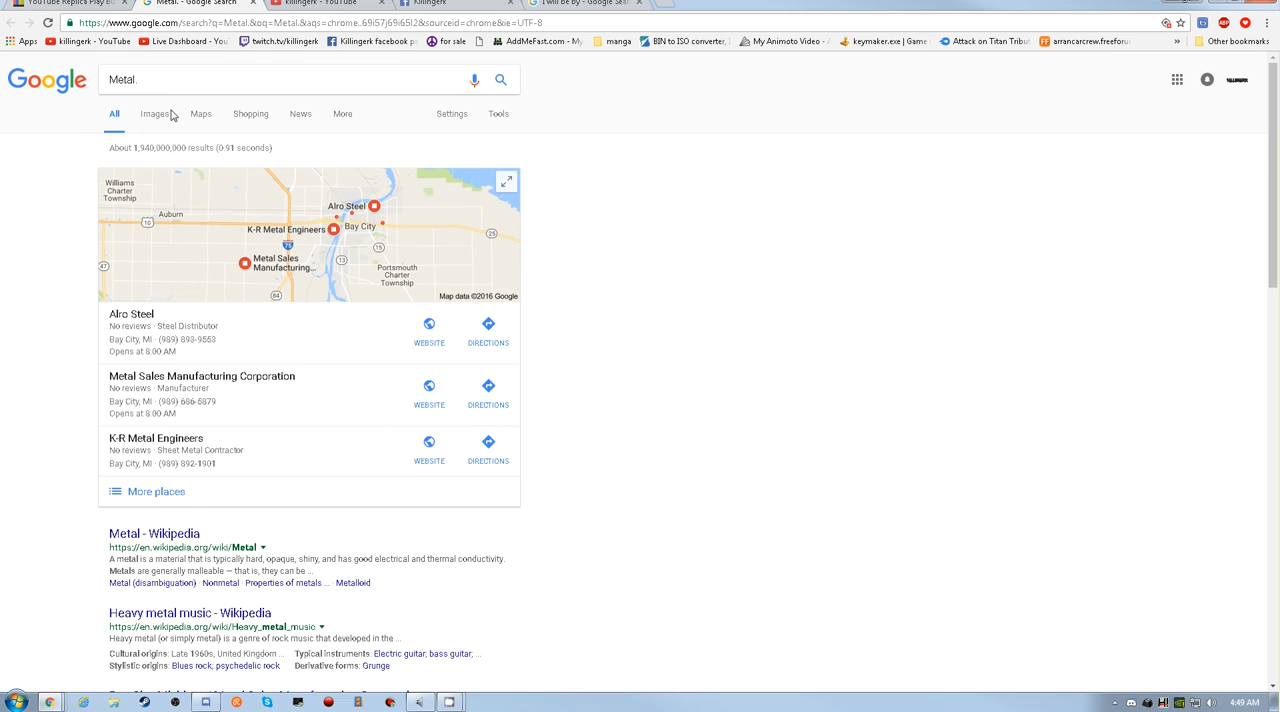 YouTube Replica Play Bu
Metal. - Google Search
killingerk - YouTube
Killingerk
I will be by - Google Sea
https://www.google.com/search?q=Metal.&oq=Metal.&aqs=chrome..69i57j69i65l2&sourceid=chrome&ie=UTF-8
Apps
killingerk - YouTube
Live Dashboard - You
twitch.tv/killingerk
Killingerk facebook p
for sale
AddMeFast.com - My
manga
BIN to ISO converter,
My Animoto Video -
keymaker.exe | Game
Attack on Titan Tribut
arrancarcrew.freeforu
»
Other bookmarks
Google
Metal.
All
Images
Maps
Shopping
News
More
Settings
Tools
About 1,940,000,000 results (0.91 seconds)
Williams
Charter
Township
Auburn
10
Alro Steel
K-R Metal Engineers
Bay City
75
25
15
Metal Sales
Manufacturing...
13
47
Portsmouth
Charter
Township
84
Map data ©2016 Google
Alro Steel
No reviews · Steel Distributor
Bay City, MI · (989) 893-9553
Opens at 8:00 AM
WEBSITE
DIRECTIONS
Metal Sales Manufacturing Corporation
No reviews · Manufacturer
Bay City, MI · (989) 686-5879
Opens at 8:00 AM
WEBSITE
DIRECTIONS
K-R Metal Engineers
No reviews · Sheet Metal Contractor
Bay City, MI · (989) 892-1901
WEBSITE
DIRECTIONS
More places
Metal - Wikipedia
https://en.wikipedia.org/wiki/Metal
A metal is a material that is typically hard, opaque, shiny, and has good electrical and thermal conductivity.
Metals are generally malleable — that is, they can be ...
Metal (disambiguation) · Nonmetal · Properties of metals ... · Metalloid
Heavy metal music - Wikipedia
https://en.wikipedia.org/wiki/Heavy_metal_music
Heavy metal (or simply metal) is a genre of rock music that developed in the ...
Cultural origins: Late 1960s, United Kingdom ...
Typical instruments: Electric guitar, bass guitar, ...
Stylistic origins: Blues rock; psychedelic rock
Derivative forms: Grunge
4:49 AM